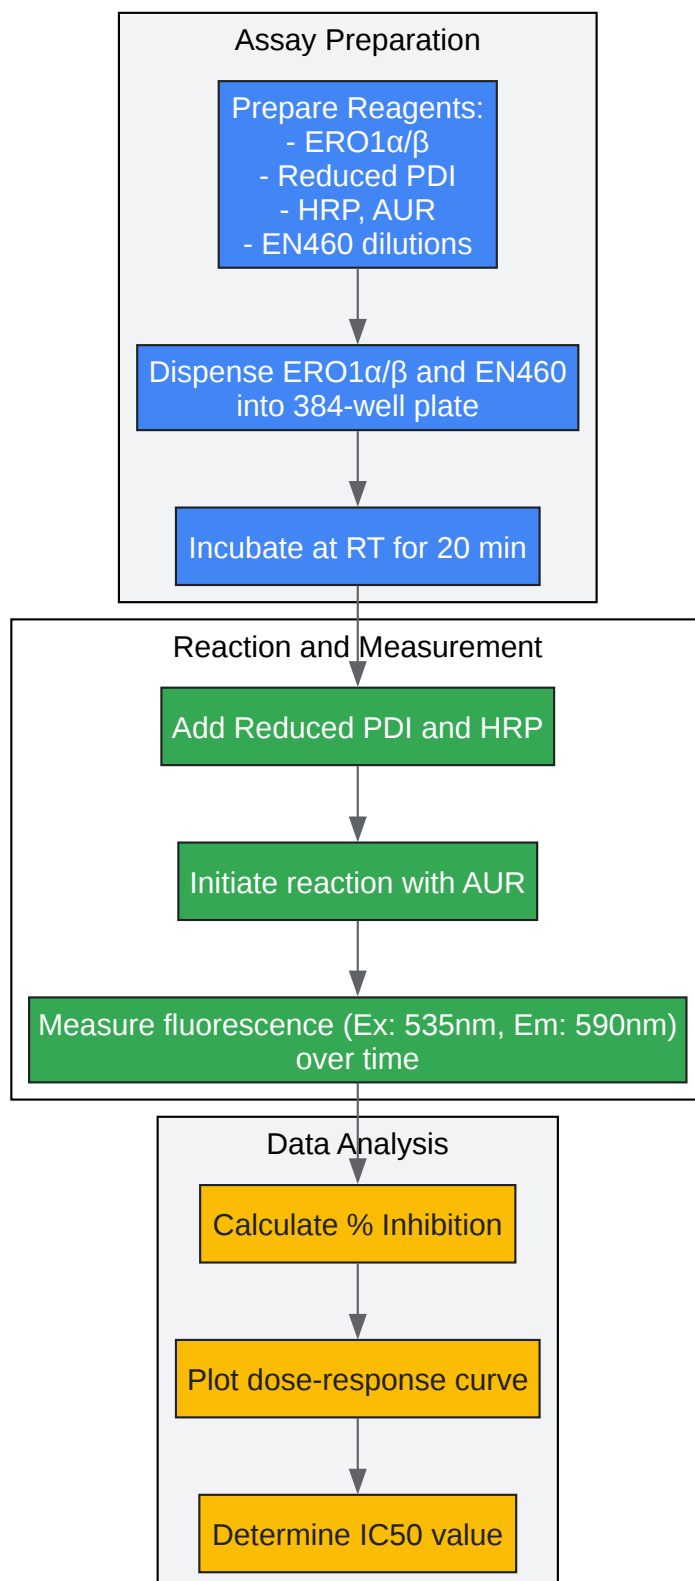 Assay Preparation
Prepare Reagents:
- ERO1α/β
- Reduced PDI
- HRP, AUR
- EN460 dilutions
Dispense ERO1α/β and EN460
into 384-well plate
Incubate at RT for 20 min
Reaction and Measurement
Add Reduced PDI and HRP
Initiate reaction with AUR
Measure fluorescence (Ex: 535nm, Em: 590nm)
over time
Data Analysis
Calculate % Inhibition
Plot dose-response curve
Determine IC50 value